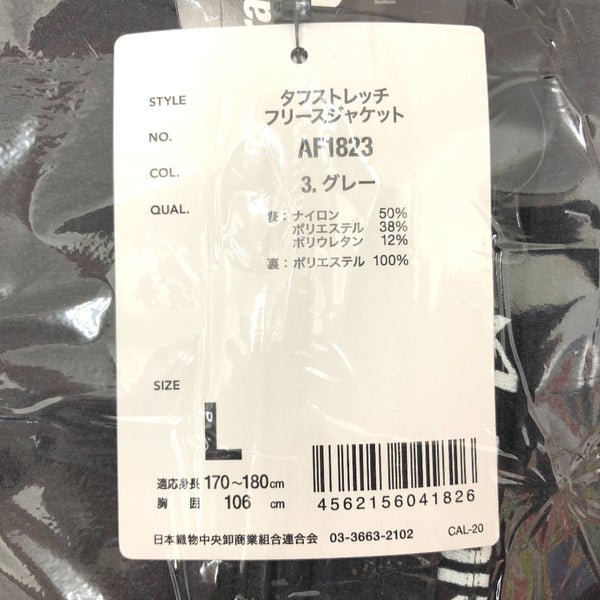 STYLE タフストレッチ
フリースジャケット
NO. AF1823
COL. 3. グレー
QUAL. 表：ナイロン 50%
ポリエステル 38%
ポリウレタン 12%
裏：ポリエステル 100%
SIZE L
適応身長 170～180cm
胸 囲 106 cm
4562156041826
日本織物中央卸商業組合連合会 03-3663-2102 CAL-20